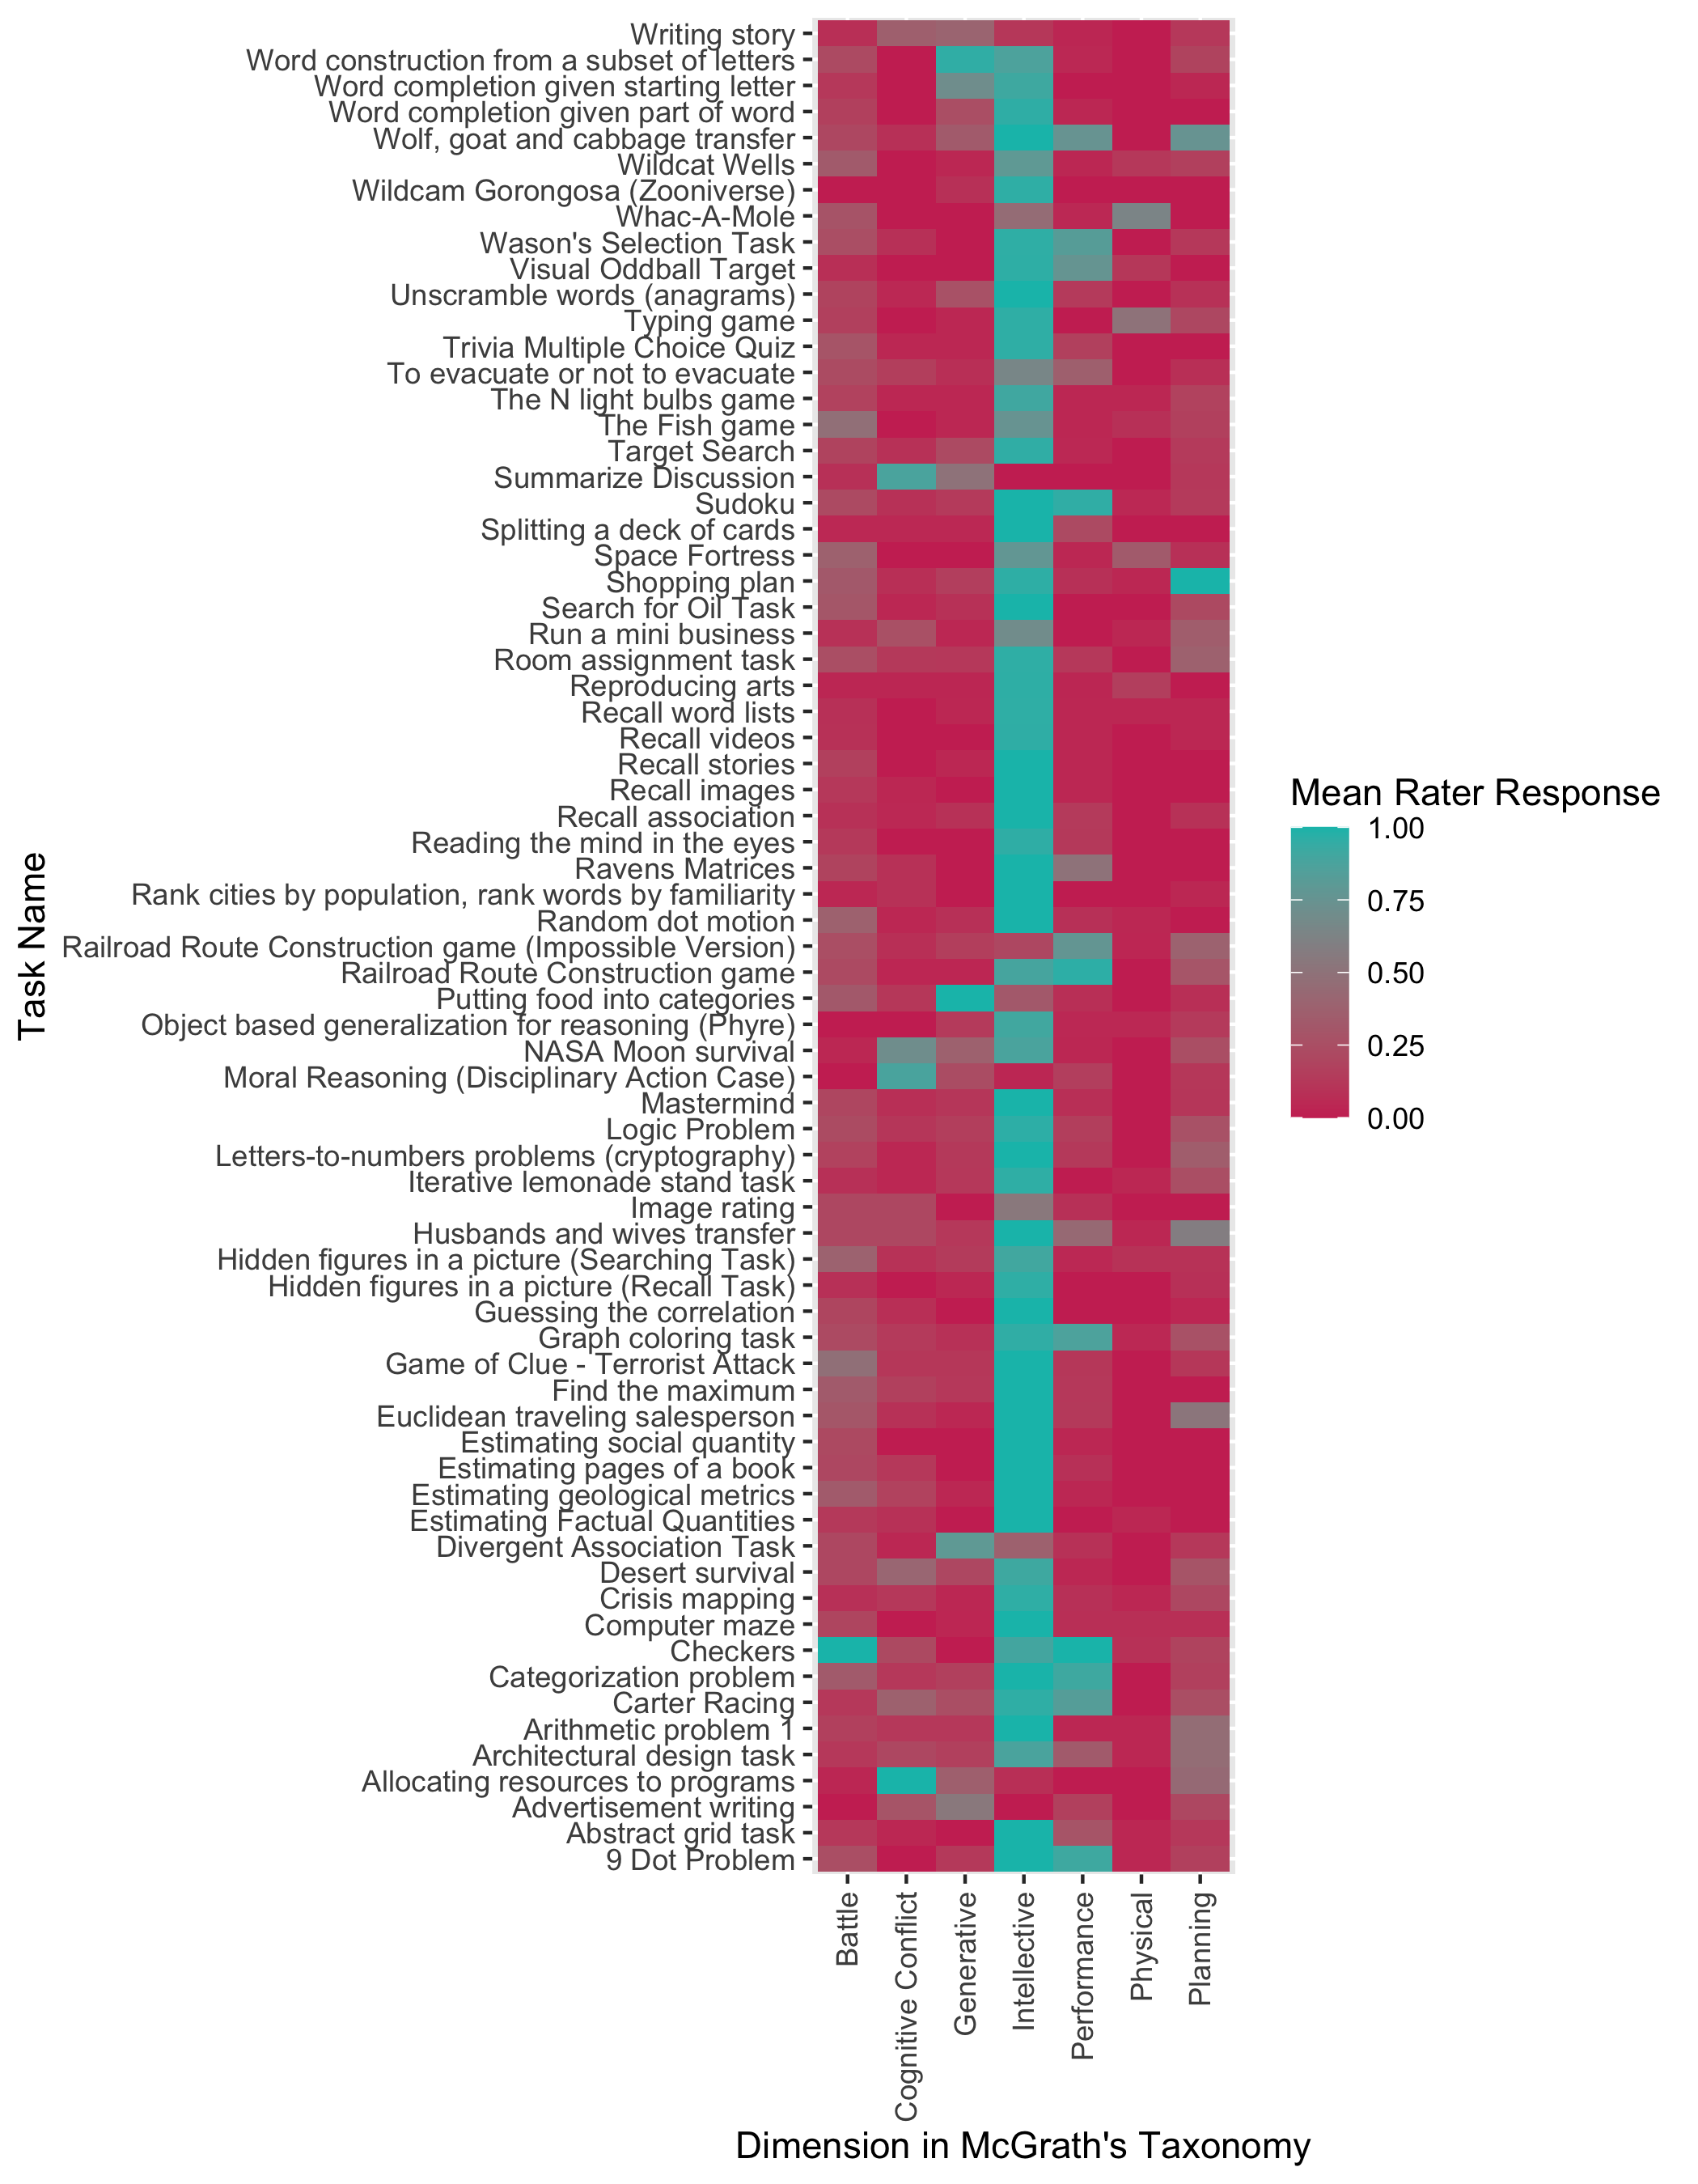 Writing story
Word construction from a subset of letters
Word completion given starting letter
Word completion given part of word
Wolf, goat and cabbage transfer
Wildcat Wells
Wildcam Gorongosa (Zooniverse)
Whac-A-Mole
Wason's Selection Task
Visual Oddball Target
Unscramble words (anagrams)
Typing game
Trivia Multiple Choice Quiz
To evacuate or not to evacuate
The N light bulbs game
The Fish game
Target Search
Summarize Discussion
Sudoku
Splitting a deck of cards
Space Fortress
Shopping plan
Search for Oil Task
Run a mini business
Room assignment task
Reproducing arts
Recall word lists
Recall videos
Recall stories
Recall images
Recall association
Reading the mind in the eyes
Ravens Matrices
Rank cities by population, rank words by familiarity
Random dot motion
Railroad Route Construction game (Impossible Version)
Railroad Route Construction game
Putting food into categories
Object based generalization for reasoning (Phyre)
NASA Moon survival
Moral Reasoning (Disciplinary Action Case)
Mastermind
Logic Problem
Letters-to-numbers problems (cryptography)
Iterative lemonade stand task
Image rating
Husbands and wives transfer
Hidden figures in a picture (Searching Task)
Hidden figures in a picture (Recall Task)
Guessing the correlation
Graph coloring task
Game of Clue - Terrorist Attack
Find the maximum
Euclidean traveling salesperson
Estimating social quantity
Estimating pages of a book
Estimating geological metrics
Estimating Factual Quantities
Divergent Association Task
Desert survival
Crisis mapping
Computer maze
Checkers
Categorization problem
Carter Racing
Arithmetic problem 1
Architectural design task
Allocating resources to programs
Advertisement writing
Abstract grid task
9 Dot Problem
Task Name
Battle
Cognitive Conflict
Generative
Intellective
Performance
Physical
Planning
Dimension in McGrath's Taxonomy
Mean Rater Response
1.00
0.75
0.50
0.25
0.00